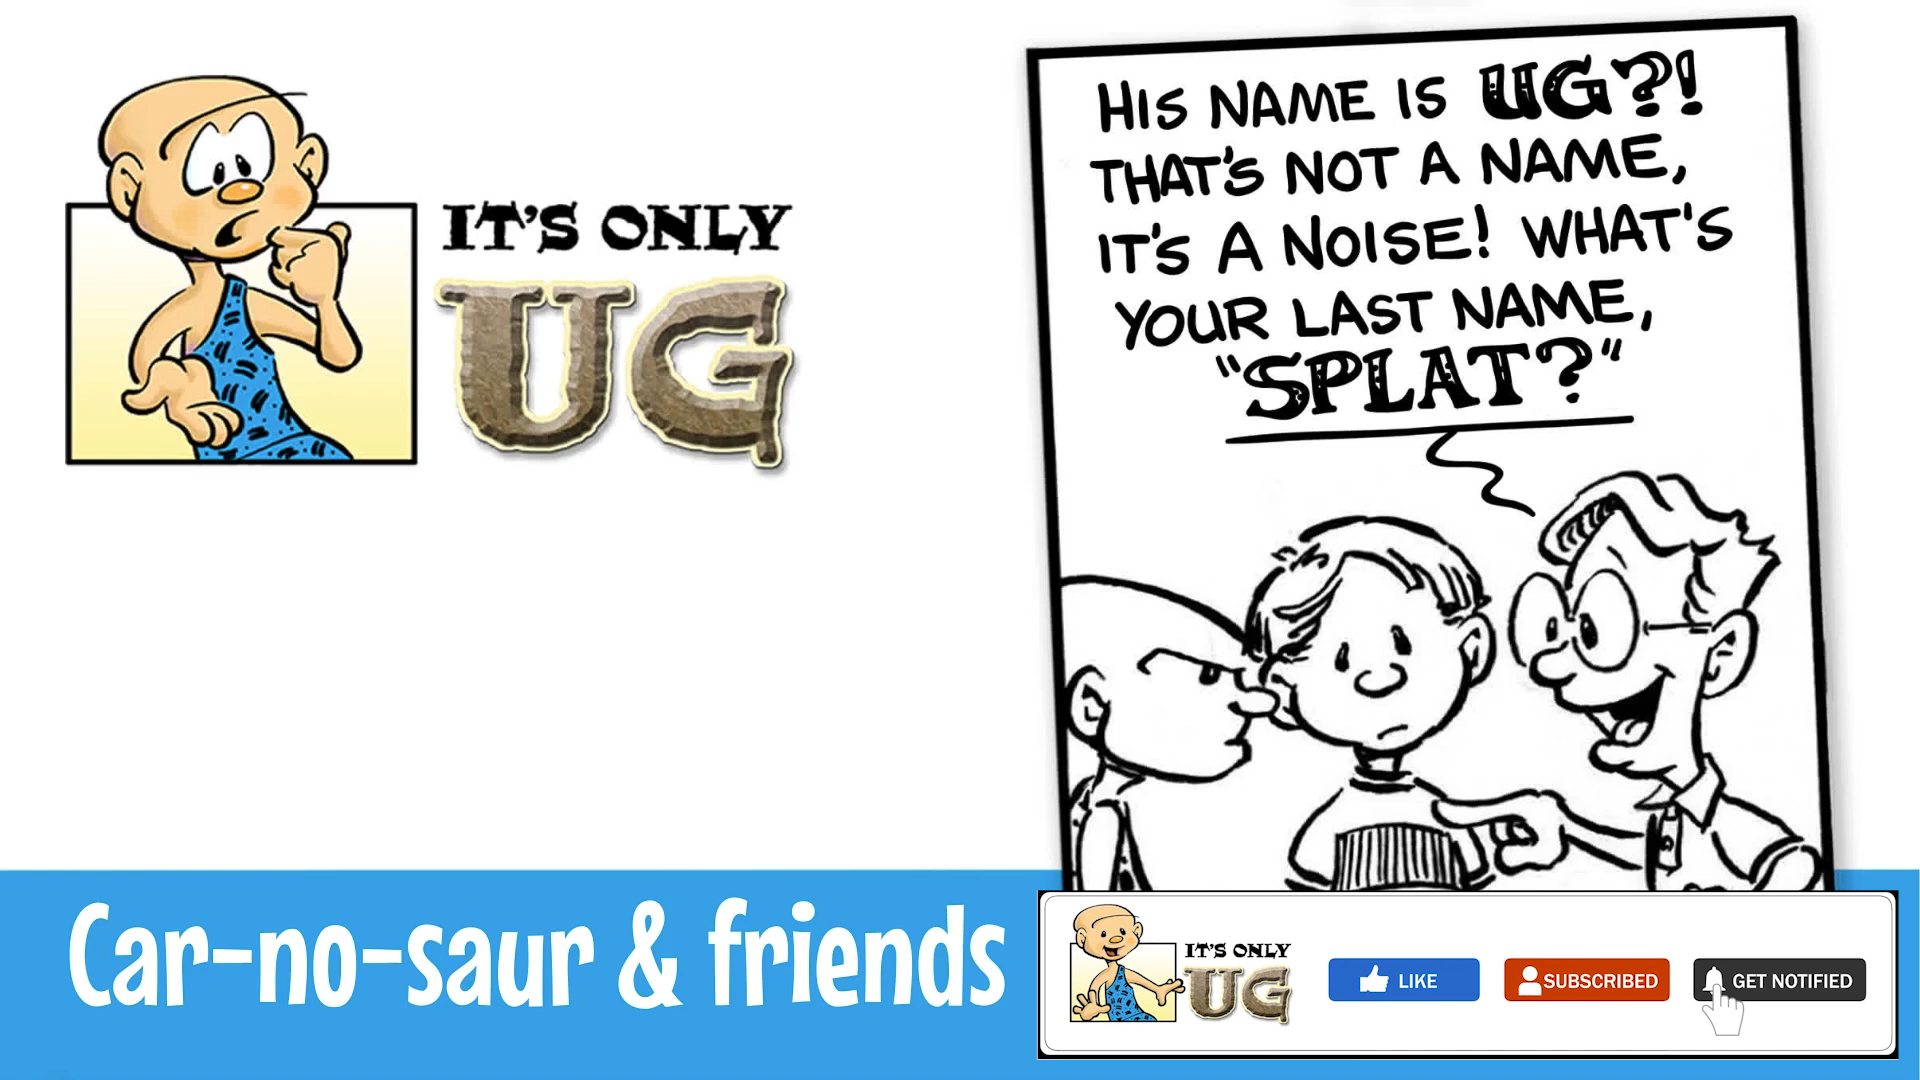 IT'S ONLY
UG
HIS NAME IS UG?!
THAT'S NOT A NAME,
IT'S A NOISE! WHAT'S
YOUR LAST NAME,
"SPLAT?"
Car-no-saur & friends
IT'S ONLY
UG
LIKE
SUBSCRIBED
GET NOTIFIED